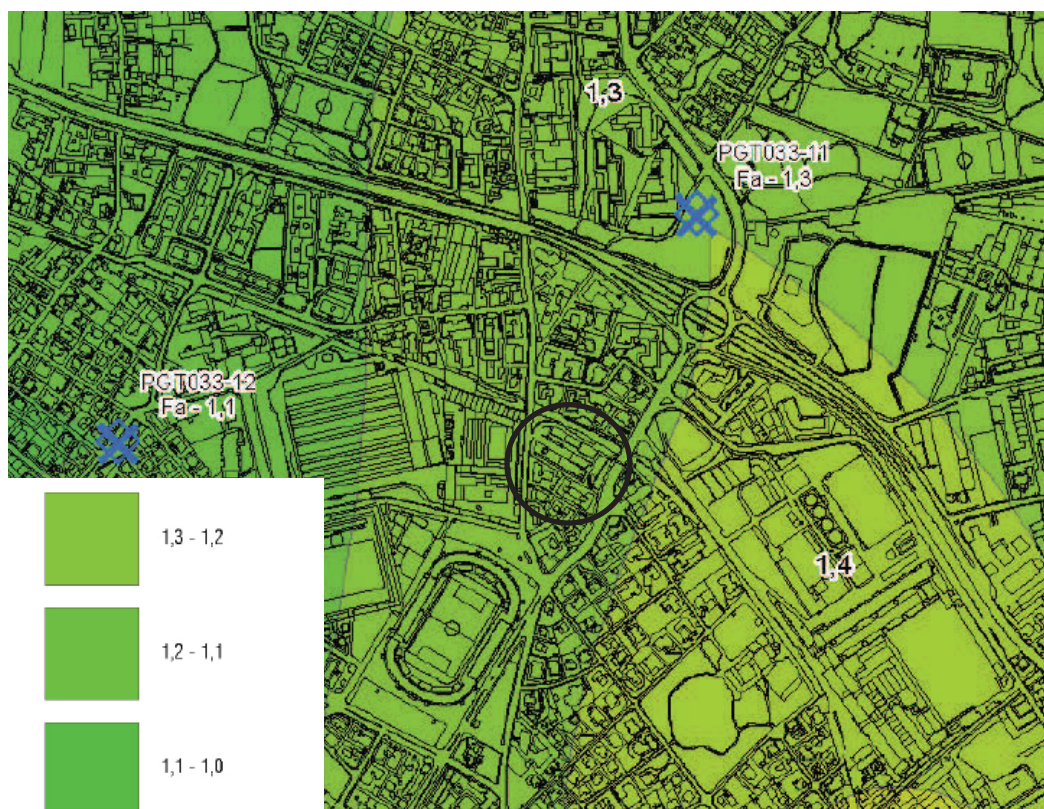 1,3
PGT033-11
Fa - 1,3
PGT033-12
Fa - 1,1
1,4
1,3 - 1,2
1,2 - 1,1
1,1 - 1,0